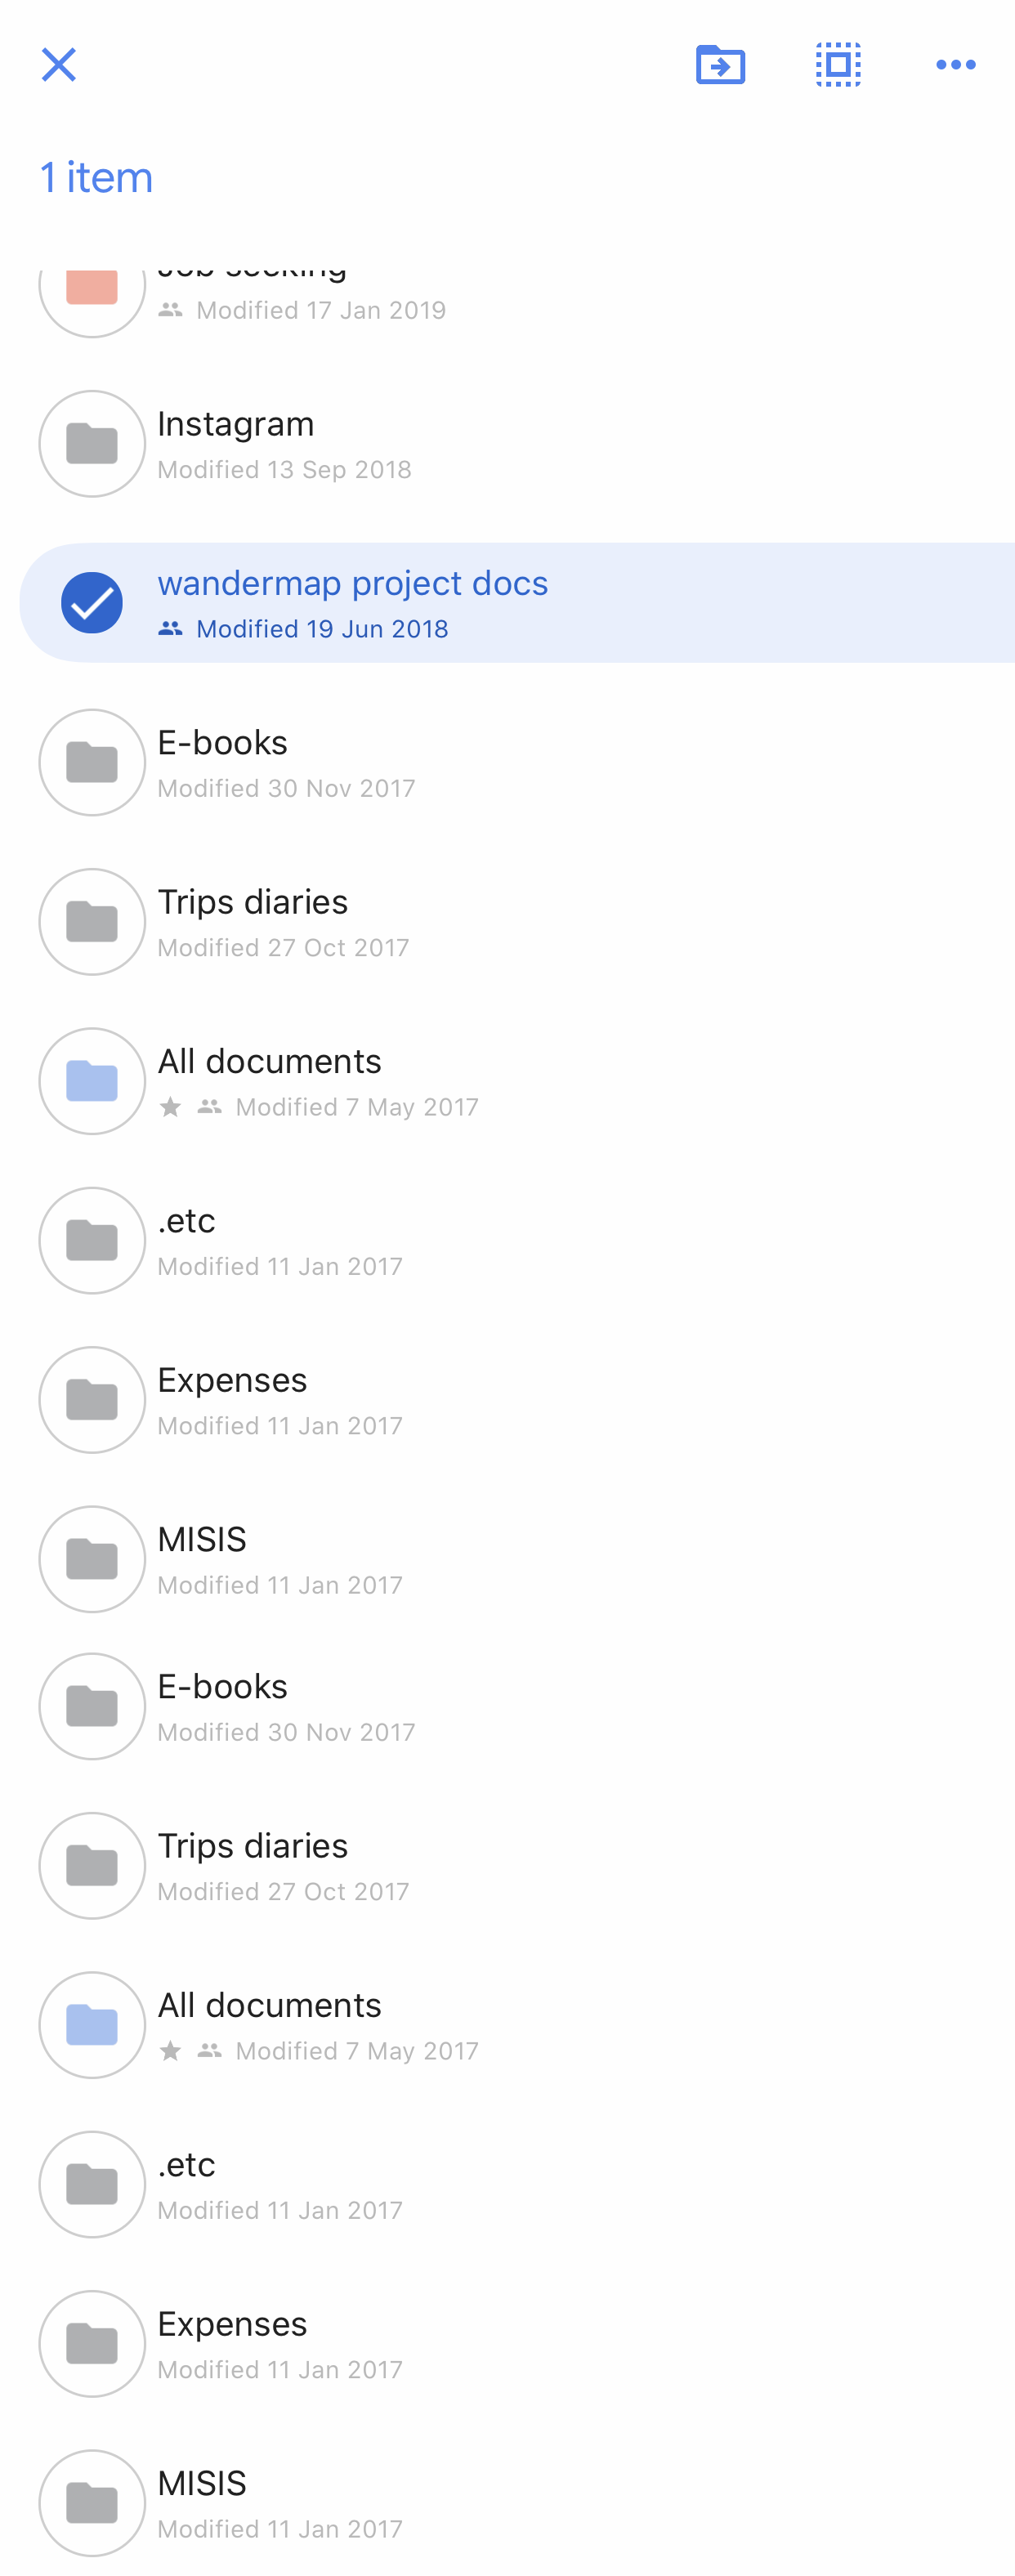 1 item
Job seeking
Modified 17 Jan 2019
Instagram
Modified 13 Sep 2018
wandermap project docs
Modified 19 Jun 2018
E-books
Modified 30 Nov 2017
Trips diaries
Modified 27 Oct 2017
All documents
Modified 7 May 2017
.etc
Modified 11 Jan 2017
Expenses
Modified 11 Jan 2017
MISIS
Modified 11 Jan 2017
E-books
Modified 30 Nov 2017
Trips diaries
Modified 27 Oct 2017
All documents
Modified 7 May 2017
.etc
Modified 11 Jan 2017
Expenses
Modified 11 Jan 2017
MISIS
Modified 11 Jan 2017